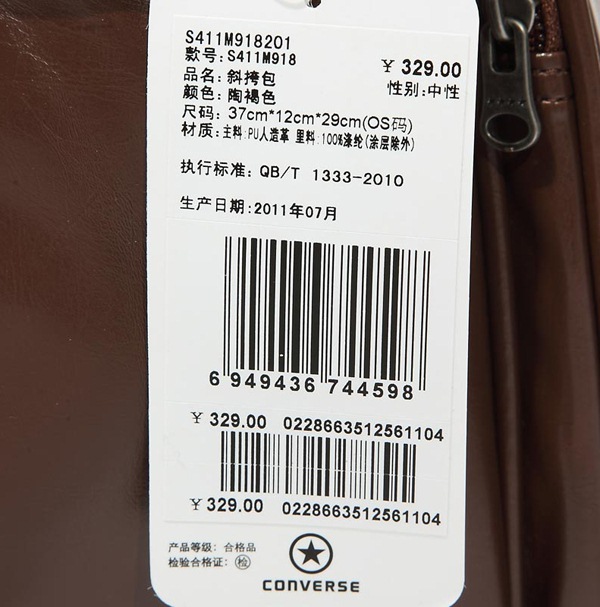 S411M918201
款号:S411M918
¥ 329.00
品名: 斜挎包
性别:中性
颜色: 陶褐色
尺码: 37cm*12cm*29cm(OS码)
材质:主料:PU人造革 里料:100%涤纶(涂层除外)
执行标准: QB/T 1333-2010
生产日期:2011年07月
6 949436 744598
¥ 329.00 0228663512561104
¥ 329.00 0228663512561104
产品等级: 合格品
检验合格证: 检
CONVERSE